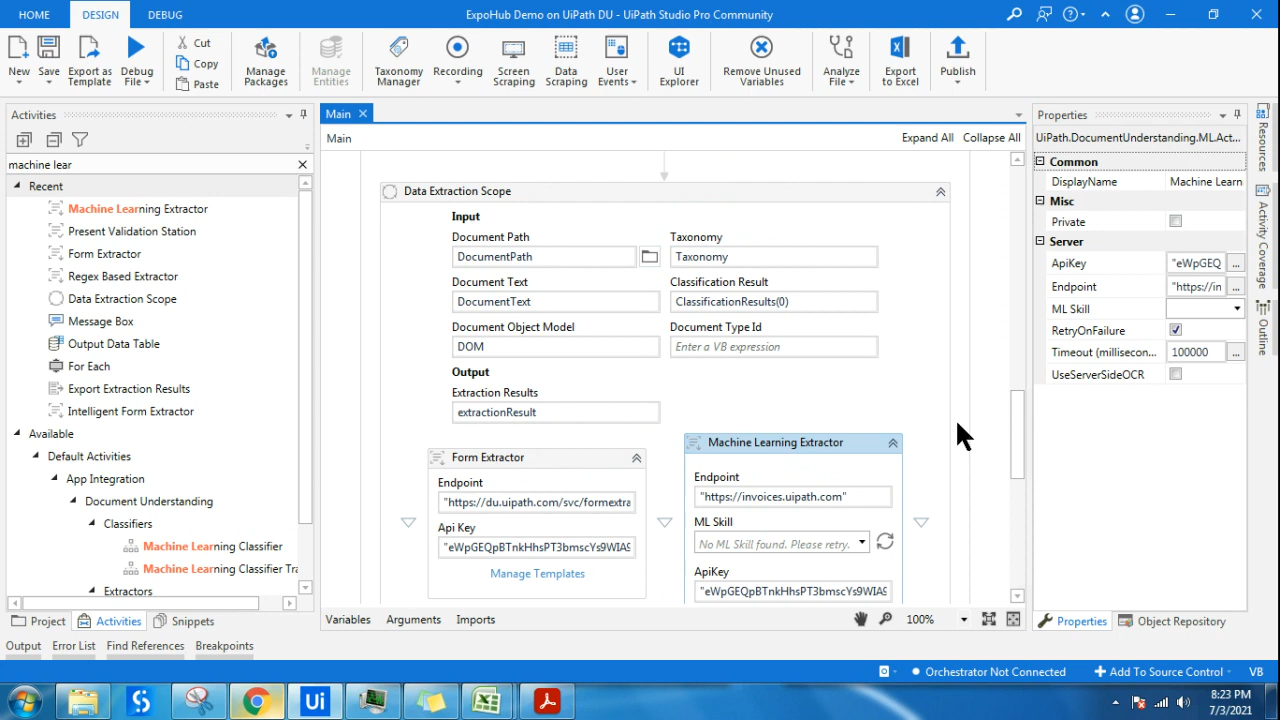 HOME DESIGN DEBUG
ExpoHub Demo on UiPath DU - UiPath Studio Pro Community
New
Save
Export as Template
Debug File
Cut
Copy
Paste
Manage Packages
Manage Entities
Taxonomy Manager
Recording
Screen Scraping
Data Scraping
User Events
UI Explorer
Remove Unused Variables
Analyze File
Export to Excel
Publish
Activities
machine lear
Recent
Machine Learning Extractor
Present Validation Station
Form Extractor
Regex Based Extractor
Data Extraction Scope
Message Box
Output Data Table
For Each
Export Extraction Results
Intelligent Form Extractor
Available
Default Activities
App Integration
Document Understanding
Classifiers
Machine Learning Classifier
Machine Learning Classifier Tra
Extractors
Project Activities Snippets
Main
Main
Expand All Collapse All
Data Extraction Scope
Input
Document Path
DocumentPath
Taxonomy
Taxonomy
Document Text
DocumentText
Classification Result
ClassificationResults(0)
Document Object Model
DOM
Document Type Id
Enter a VB expression
Output
Extraction Results
extractionResult
Form Extractor
Endpoint
"https://du.uipath.com/svc/formextra
Api Key
"eWpGEQpBTnkHhsPT3bmscYs9WIA9
Manage Templates
Machine Learning Extractor
Endpoint
"https://invoices.uipath.com"
ML Skill
No ML Skill found. Please retry.
ApiKey
"eWpGEQpBTnkHhsPT3bmscYs9WIA9
Variables Arguments Imports
100%
Properties
UiPath.DocumentUnderstanding.ML.Act...
Common
DisplayName Machine Learn
Misc
Private
Server
ApiKey "eWpGEQ ...
Endpoint "https://in ...
ML Skill
RetryOnFailure
Timeout (millisecon... 100000 ...
UseServerSideOCR
Properties Object Repository
Resources
Activity Coverage
Outline
Output Error List Find References Breakpoints
Orchestrator Not Connected
Add To Source Control
VB
Ui
8:23 PM
7/3/2021